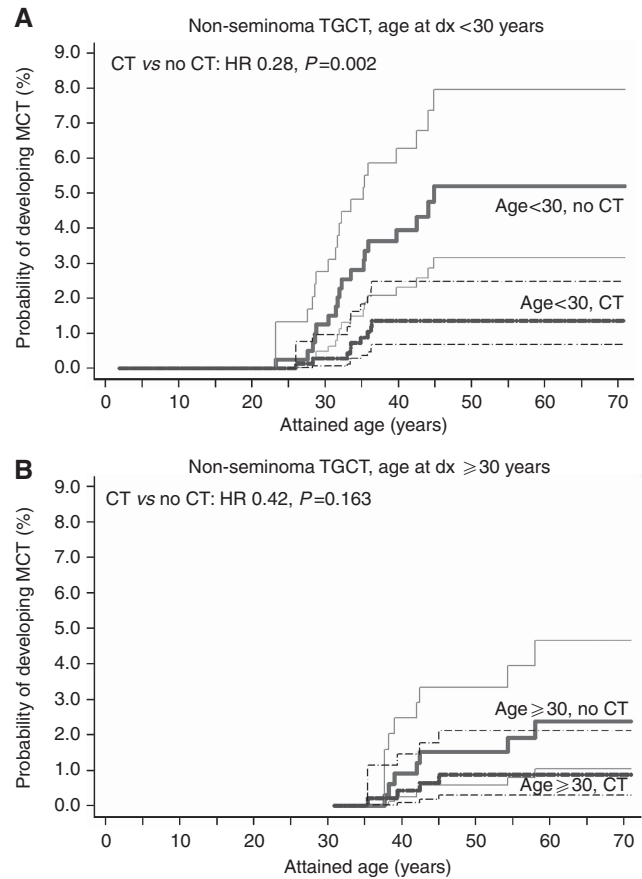 A
Non-seminoma TGCT, age at dx <30 years
CT vs no CT: HR 0.28, P=0.002
Probability of developing MCT (%)
9.0
8.0
7.0
6.0
5.0
4.0
3.0
2.0
1.0
0.0
Age<30, no CT
Age<30, CT
0 10 20 30 40 50 60 70
Attained age (years)
B
Non-seminoma TGCT, age at dx ⩾30 years
CT vs no CT: HR 0.42, P=0.163
Probability of developing MCT (%)
9.0
8.0
7.0
6.0
5.0
4.0
3.0
2.0
1.0
0.0
Age⩾30, no CT
Age⩾30, CT
0 10 20 30 40 50 60 70
Attained age (years)